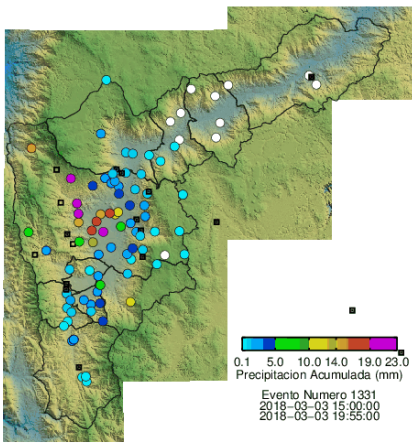 0.1 5.0 10.0 14.0 19.0 23.0
Precipitacion Acumulada (mm)
Evento Numero 1331
2018-03-03 15:00:00
2018-03-03 19:55:00